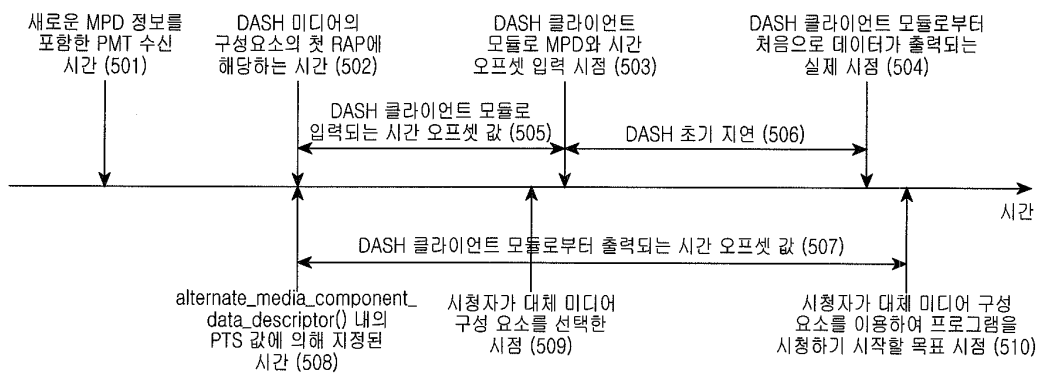 새로운 MPD 정보를
포함한 PMT 수신
시간 (501)
DASH 미디어의
구성요소의 첫 RAP에
해당하는 시간 (502)
DASH 클라이언트
모듈로 MPD와 시간
오프셋 입력 시점 (503)
DASH 클라이언트 모듈로부터
처음으로 데이터가 출력되는
실제 시점 (504)
DASH 클라이언트 모듈로
입력되는 시간 오프셋 값 (505)
DASH 초기 지연 (506)
시간
DASH 클라이언트 모듈로부터 출력되는 시간 오프셋 값 (507)
alternate_media_component_
data_descriptor() 내의
PTS 값에 의해 지정된
시간 (508)
시청자가 대체 미디어
구성 요소를 선택한
시점 (509)
시청자가 대체 미디어 구성
요소를 이용하여 프로그램을
시청하기 시작할 목표 시점 (510)